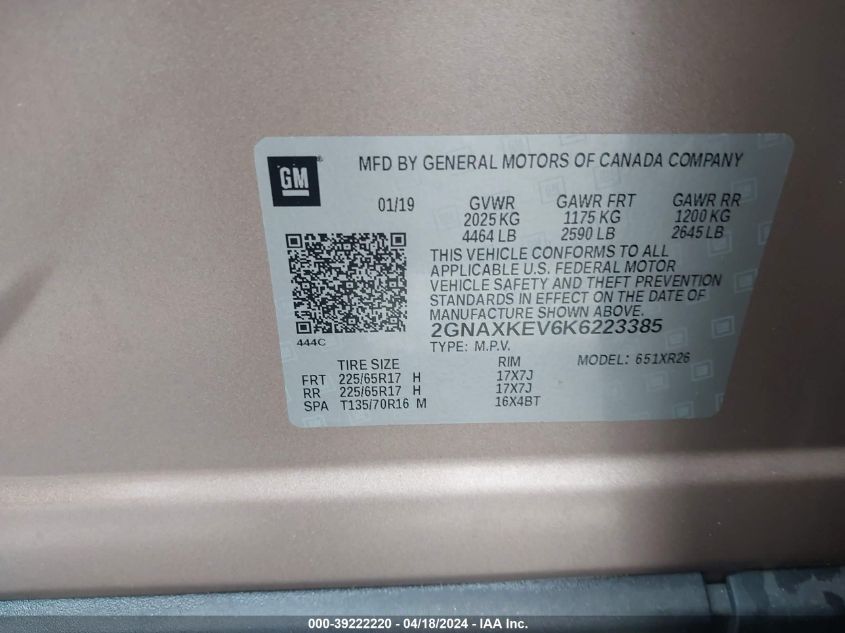 GM
MFD BY GENERAL MOTORS OF CANADA COMPANY
01/19 GVWR GAWR FRT GAWR RR
2025 KG 1175 KG 1200 KG
4464 LB 2590 LB 2645 LB
THIS VEHICLE CONFORMS TO ALL
APPLICABLE U.S. FEDERAL MOTOR
VEHICLE SAFETY AND THEFT PREVENTION
STANDARDS IN EFFECT ON THE DATE OF
MANUFACTURE SHOWN ABOVE.
2GNAXKEV6K6223385
444C TYPE: M.P.V.
TIRE SIZE RIM MODEL: 651XR26
FRT 225/65R17 H 17X7J
RR 225/65R17 H 17X7J
SPA T135/70R16 M 16X4BT
000-39222220 - 04/18/2024 - IAA Inc.